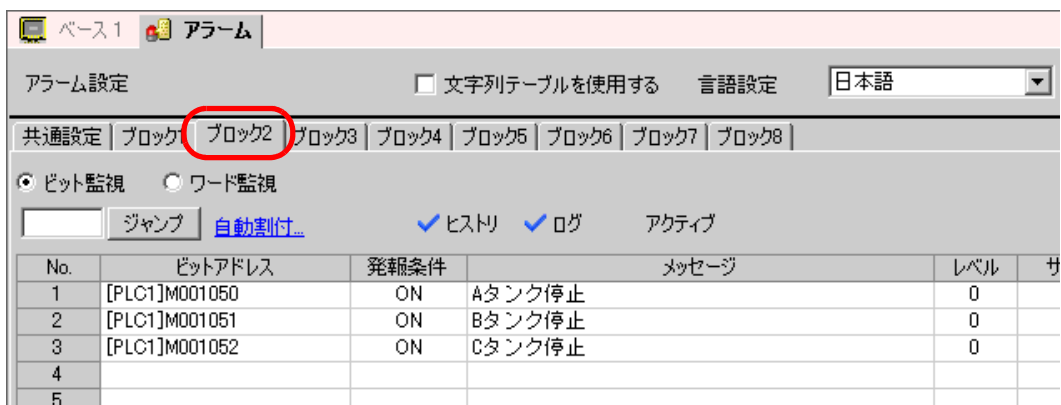 ベース1 アラーム
アラーム設定 文字列テーブルを使用する 言語設定 日本語
共通設定 ブロック1 ブロック2 ブロック3 ブロック4 ブロック5 ブロック6 ブロック7 ブロック8
ビット監視 ワード監視
ジャンプ 自動割付... ヒストリ ログ アクティブ
No. ビットアドレス 発報条件 メッセージ レベル サ
1 [PLC1]M001050 ON Aタンク停止 0
2 [PLC1]M001051 ON Bタンク停止 0
3 [PLC1]M001052 ON Cタンク停止 0
4
5